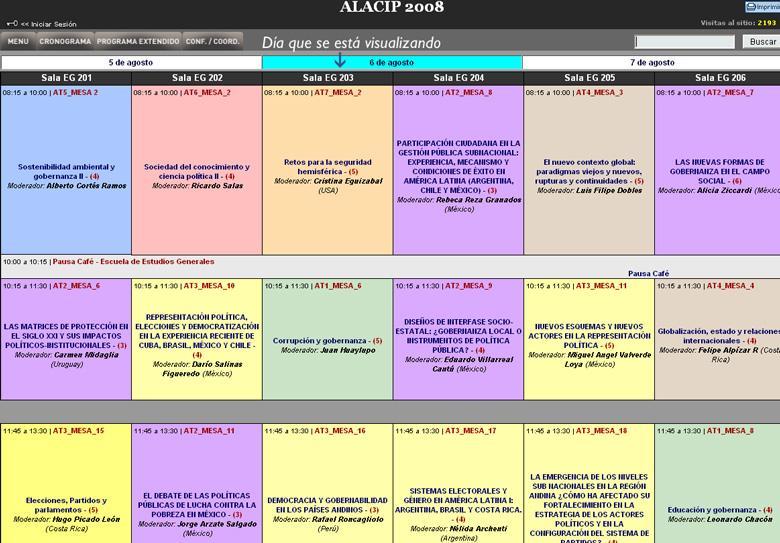 ALACIP 2008
Imprimi
<< Iniciar Sesión
Visitas al sitio: 2193
MENU
CRONOGRAMA
PROGRAMA EXTENDIDO
CONF. / COORD.
Día que se está visualizando
Buscar
5 de agosto
6 de agosto
7 de agosto
Sala EG 201
Sala EG 202
Sala EG 203
Sala EG 204
Sala EG 205
Sala EG 206
08:15 a 10:00 | AT5_MESA 2
Sostenibilidad ambiental y
gobernanza II - (4)
Moderador: Alberto Cortés Ramos
08:15 a 10:00 | AT6_MESA_2
Sociedad del conocimiento y
ciencia política II - (4)
Moderador: Ricardo Salas
08:15 a 10:00 | AT7_MESA_2
Retos para la seguridad
hemisférica - (5)
Moderador: Cristina Eguizabal
(USA)
08:15 a 10:00 | AT2_MESA_8
PARTICIPACIÓN CIUDADANA EN LA
GESTIÓN PÚBLICA SUBNACIONAL:
EXPERIENCIA, MECANISMO Y
CONDICIONES DE ÉXITO EN
AMÉRICA LATINA (ARGENTINA,
CHILE Y MÉXICO) - (3)
Moderador: Rebeca Reza Granados
(México)
08:15 a 10:00 | AT4_MESA_3
El nuevo contexto global:
paradigmas viejos y nuevos,
rupturas y continuidades - (5)
Moderador: Luis Filipe Dobles
08:15 a 10:00 | AT2_MESA_7
LAS NUEVAS FORMAS DE
GOBERNANZA EN EL CAMPO
SOCIAL - (6)
Moderador: Alicia Ziccardi (México
10:00 a 10:15 | Pausa Café - Escuela de Estudios Generales
Pausa Café
10:15 a 11:30 | AT2_MESA_6
LAS MATRICES DE PROTECCIÓN EN
EL SIGLO XXI Y SUS IMPACTOS
POLÍTICOS-INSTITUCIONALES - (3)
Moderador: Carmen Midaglia
(Uruguay)
10:15 a 11:30 | AT3_MESA_10
REPRESENTACIÓN POLÍTICA,
ELECCIONES Y DEMOCRATIZACIÓN
EN LA EXPERIENCIA RECIENTE DE
CUBA, BRASIL, MÉXICO Y CHILE -
(4)
Moderador: Darío Salinas
Figueredo (México)
10:15 a 11:30 | AT1_MESA_6
Corrupción y gobernanza - (5)
Moderador: Juan Huaylupo
10:15 a 11:30 | AT2_MESA_9
DISEÑOS DE INTERFASE SOCIO-
ESTATAL: ¿GOBERNANZA LOCAL O
INSTRUMENTOS DE POLÍTICA
PÚBLICA? - (4)
Moderador: Eduardo Villarreal
Cantú (México)
10:15 a 11:30 | AT3_MESA_11
NUEVOS ESQUEMAS Y NUEVOS
ACTORES EN LA REPRESENTACIÓN
POLÍTICA - (5)
Moderador: Miguel Angel Valverde
Loya (México)
10:15 a 11:30 | AT4_MESA_4
Globalización, estado y relaciones
internacionales - (4)
Moderador: Felipe Alpízar R (Costa
Rica)
11:45 a 13:30 | AT3_MESA_15
Elecciones, Partidos y
parlamentos - (5)
Moderador: Hugo Picado León
(Costa Rica)
11:45 a 13:30 | AT2_MESA_11
EL DEBATE DE LAS POLÍTICAS
PÚBLICAS DE LUCHA CONTRA LA
POBREZA EN MÉXICO - (3)
Moderador: Jorge Arzate Salgado
(México)
11:45 a 13:30 | AT3_MESA_16
DEMOCRACIA Y GOBERNABILIDAD
EN LOS PAÍSES ANDINOS - (3)
Moderador: Rafael Roncagliolo
(Perú)
11:45 a 13:30 | AT3_MESA_17
SISTEMAS ELECTORALES Y
GÉNERO EN AMÉRICA LATINA I:
ARGENTINA, BRASIL Y COSTA RICA.
- (4)
Moderador: Nélida Archenti
(Argentina)
11:45 a 13:30 | AT3_MESA_18
LA EMERGENCIA DE LOS NIVELES
SUB NACIONALES EN LA REGIÓN
ANDINA ¿CÓMO HA AFECTADO SU
FORTALECIMIENTO EN LA
ESTRATEGIA DE LOS ACTORES
POLÍTICOS Y EN LA
CONFIGURACIÓN DEL SISTEMA DE
PARTIDOS? - (4)
11:45 a 13:30 | AT1_MESA_8
Educación y gobernanza - (4)
Moderador: Leonardo Chacón